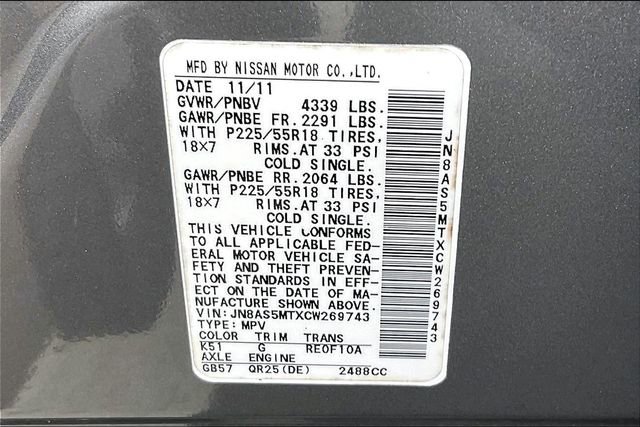 MFD BY NISSAN MOTOR CO.,LTD.
DATE 11/11
GVWR/PNBV 4339 LBS.
GAWR/PNBE FR.2291 LBS.
WITH P225/55R18 TIRES,
18X7 RIMS.AT 33 PSI
COLD SINGLE.
GAWR/PNBE RR.2064 LBS.
WITH P225/55R18 TIRES,
18X7 RIMS.AT 33 PSI
COLD SINGLE.
THIS VEHICLE CONFORMS
TO ALL APPLICABLE FED-
ERAL MOTOR VEHICLE SA-
FETY AND THEFT PREVEN-
TION STANDARDS IN EFF-
ECT ON THE DATE OF MA-
NUFACTURE SHOWN ABOVE.
VIN:JN8AS5MTXCW269743
TYPE:MPV
COLOR TRIM TRANS
K51 G RE0F10A
AXLE ENGINE
GB57 QR25(DE) 2488CC
JN8AS5MTXCW269743